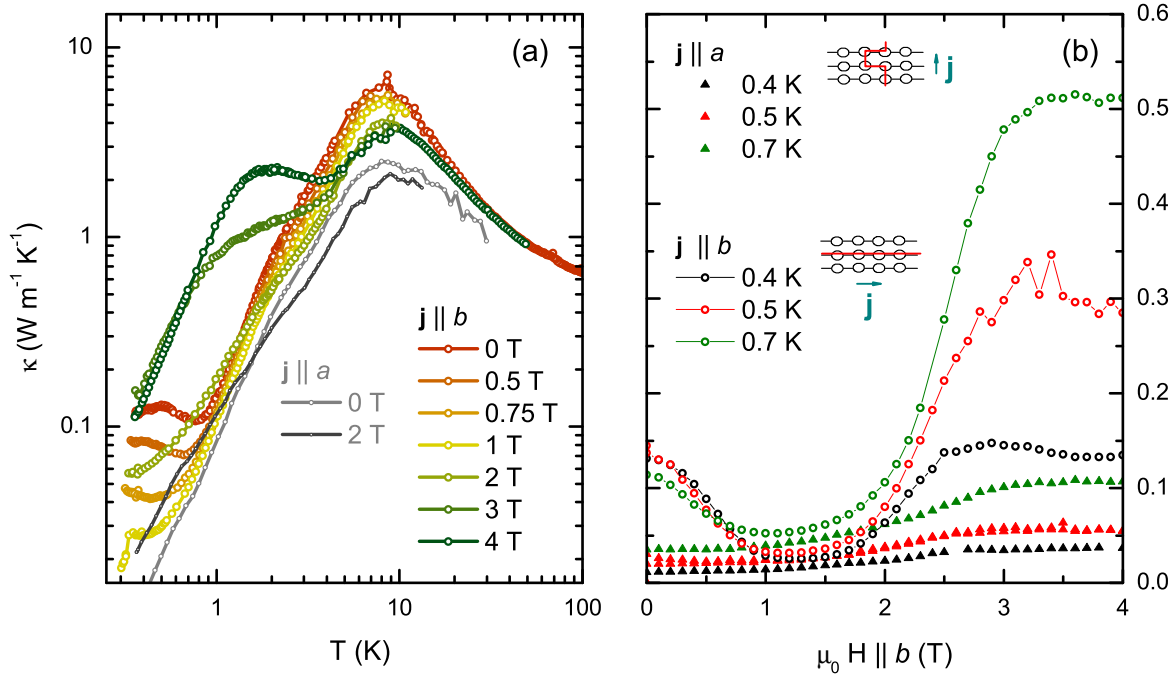 10
1
0.1
κ (W m⁻¹ K⁻¹)
1
10
100
T (K)
(a)
j || a
0 T
2 T
j || b
0 T
0.5 T
0.75 T
1 T
2 T
3 T
4 T
(b)
j || a
0.4 K
0.5 K
0.7 K
j
j || b
0.4 K
0.5 K
0.7 K
j
0.6
0.5
0.4
0.3
0.2
0.1
0.0
0
1
2
3
4
μ₀ H || b (T)